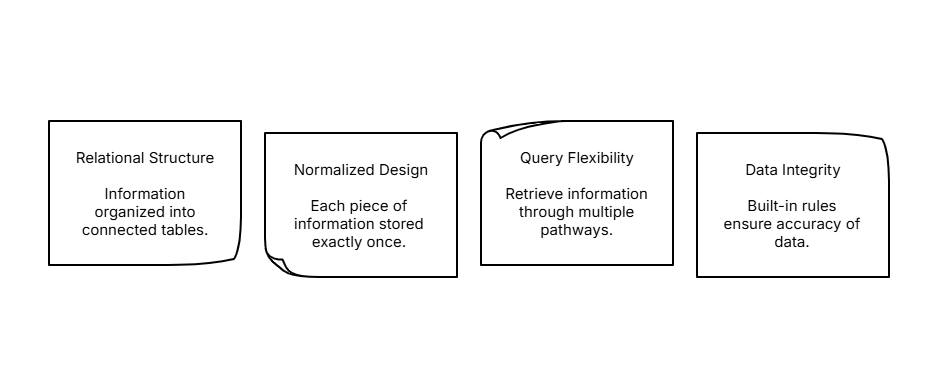 Relational Structure
Information
organized into
connected tables.
Normalized Design
Each piece of
information stored
exactly once.
Query Flexibility
Retrieve information
through multiple
pathways.
Data Integrity
Built-in rules
ensure accuracy of
data.